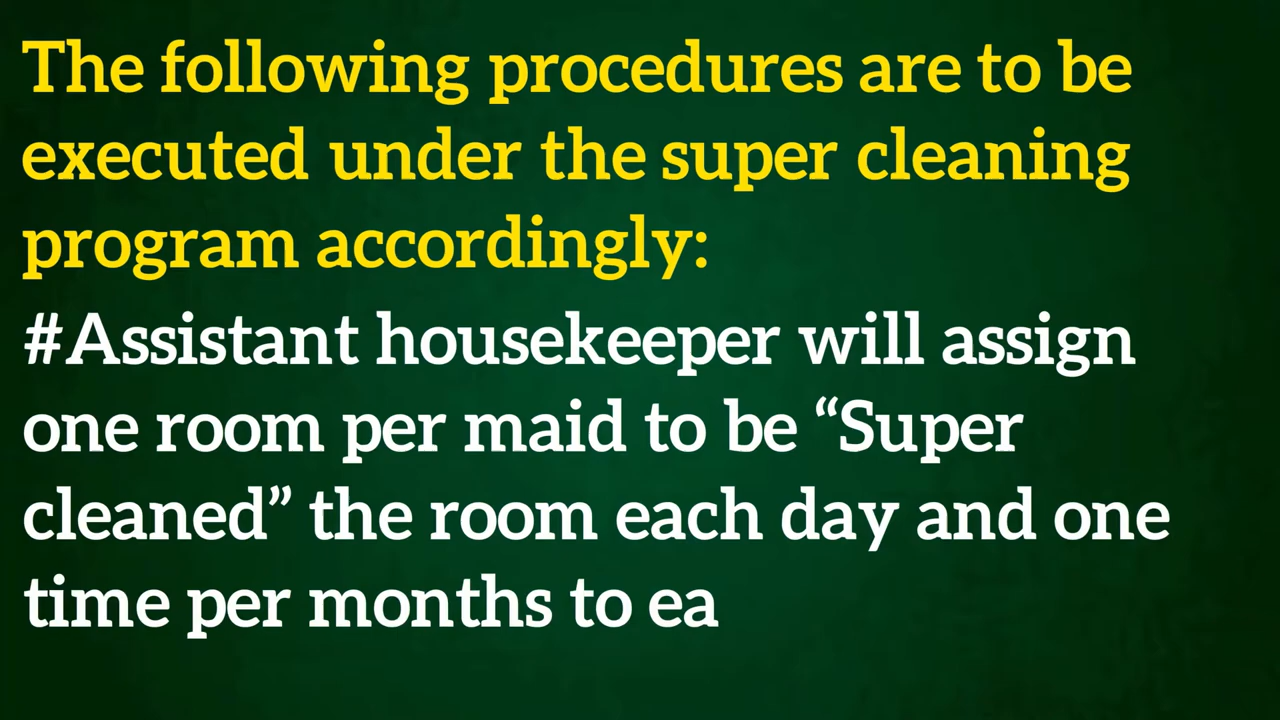 The following procedures are to be
executed under the super cleaning
program accordingly:
#Assistant housekeeper will assign
one room per maid to be “Super
cleaned” the room each day and one
time per months to ea